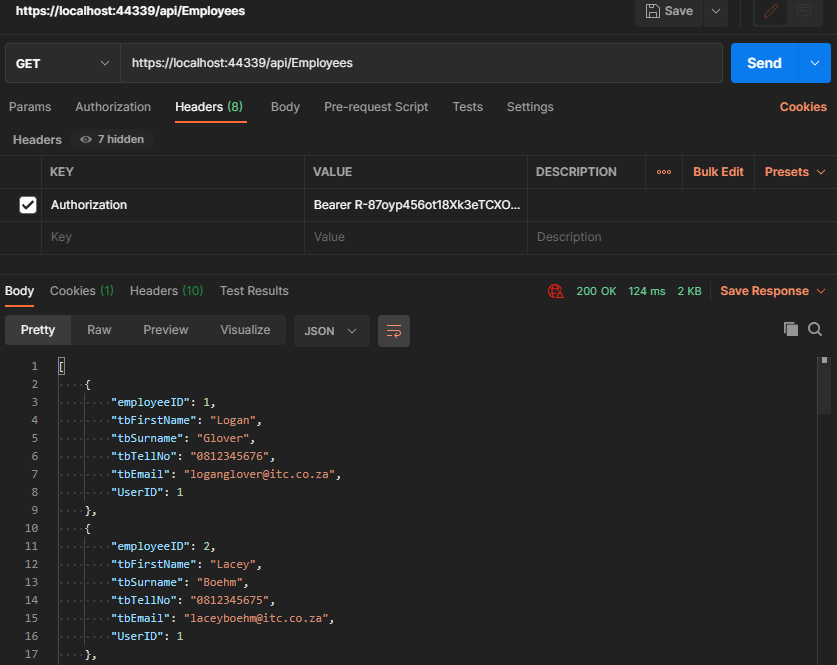 https://localhost:44339/api/Employees Save
GET https://localhost:44339/api/Employees Send
Params Authorization Headers (8) Body Pre-request Script Tests Settings Cookies
Headers 7 hidden
KEY VALUE DESCRIPTION Bulk Edit Presets
Authorization Bearer R-87oyp456ot18Xk3eTCXO...
Key Value Description
Body Cookies (1) Headers (10) Test Results 200 OK 124 ms 2 KB Save Response
Pretty Raw Preview Visualize JSON
1 [
2 {
3 "employeeID": 1,
4 "tbFirstName": "Logan",
5 "tbSurname": "Glover",
6 "tbTellNo": "0812345676",
7 "tbEmail": "loganglover@itc.co.za",
8 "UserID": 1
9 },
10 {
11 "employeeID": 2,
12 "tbFirstName": "Lacey",
13 "tbSurname": "Boehm",
14 "tbTellNo": "0812345675",
15 "tbEmail": "laceyboehm@itc.co.za",
16 "UserID": 1
17 },